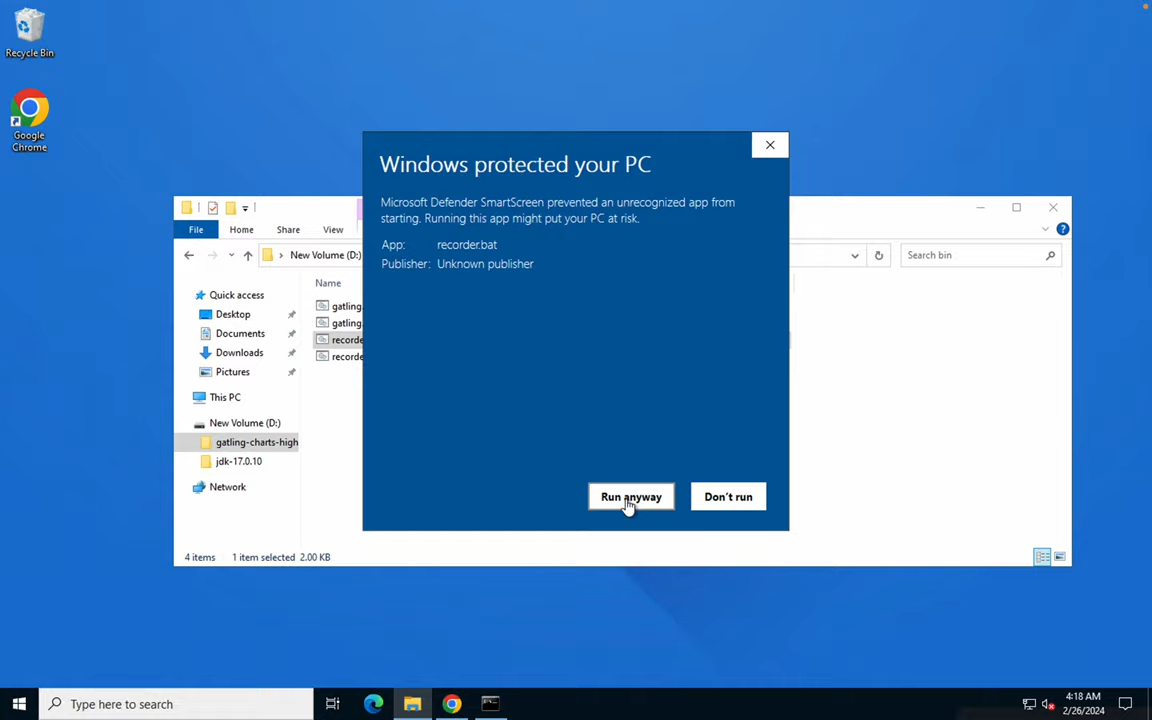 Recycle Bin
Google
Chrome
Windows protected your PC
Microsoft Defender SmartScreen prevented an unrecognized app from
starting. Running this app might put your PC at risk.
App: recorder.bat
Publisher: Unknown publisher
Run anyway
Don't run
File
Home
Share
View
New Volume (D:)
Search bin
Name
Quick access
Desktop
Documents
Downloads
Pictures
This PC
New Volume (D:)
gatling-charts-high
jdk-17.0.10
Network
gatling
gatling
recorde
recorde
4 items 1 item selected 2.00 KB
Type here to search
4:18 AM
2/26/2024